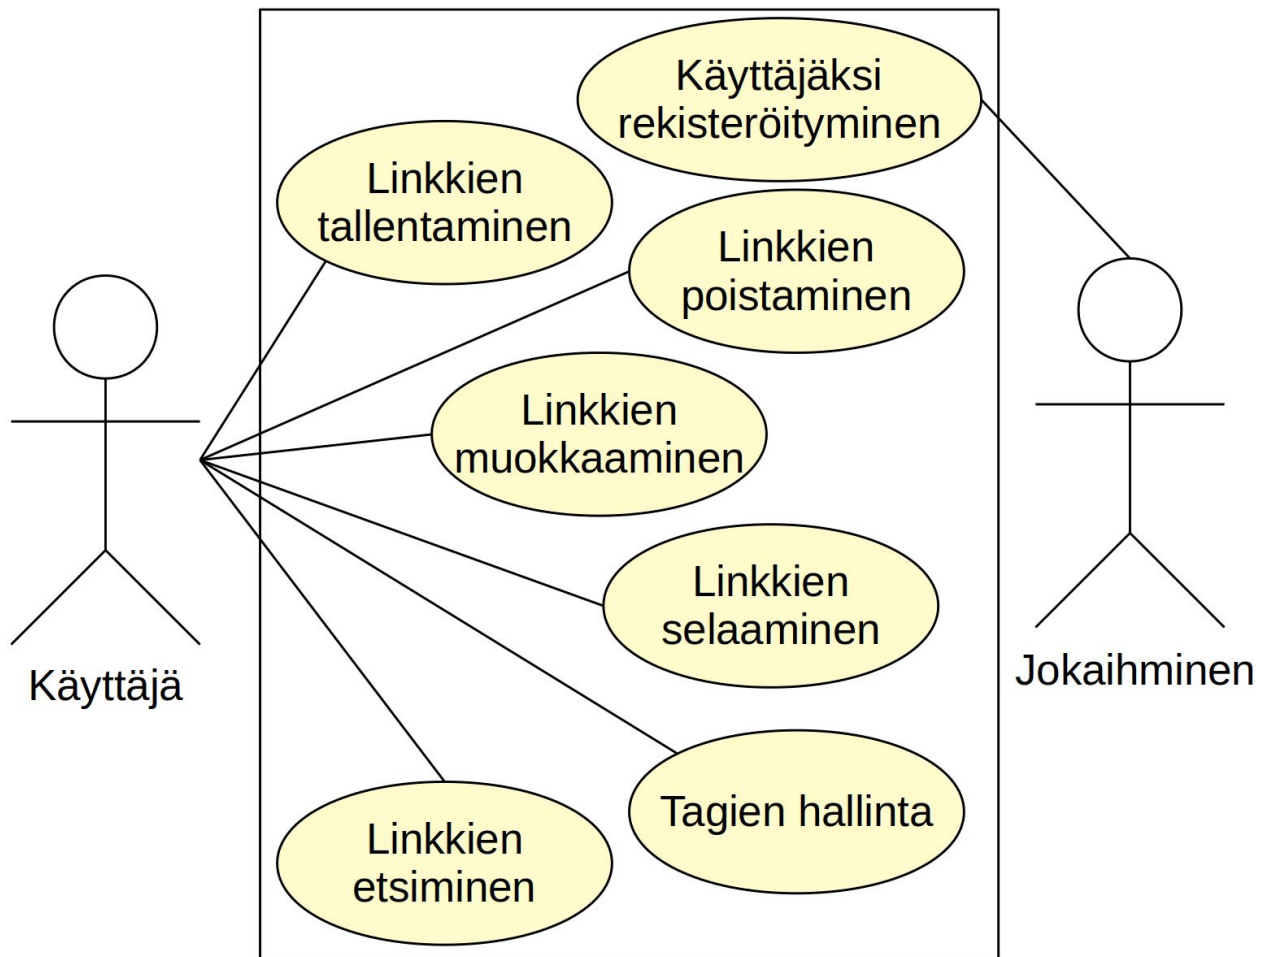 Käyttäjäksi
rekisteröityminen
Linkkien
tallentaminen
Linkkien
poistaminen
Linkkien
muokkaaminen
Linkkien
selaaminen
Käyttäjä
Jokaihminen
Tagien hallinta
Linkkien
etsiminen